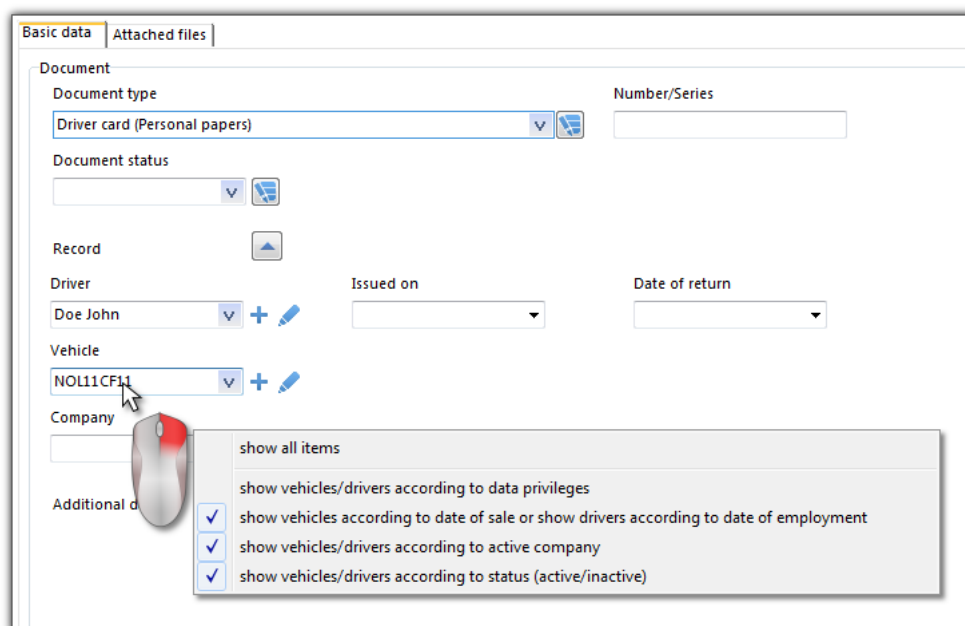 Basic data
Attached files
Document
Document type
Number/Series
Driver card (Personal papers)
Document status
Record
Driver
Issued on
Date of return
Doe John
Vehicle
NOL11CF11
Company
show all items
show vehicles/drivers according to data privileges
Additional d
show vehicles according to date of sale or show drivers according to date of employment
show vehicles/drivers according to active company
show vehicles/drivers according to status (active/inactive)